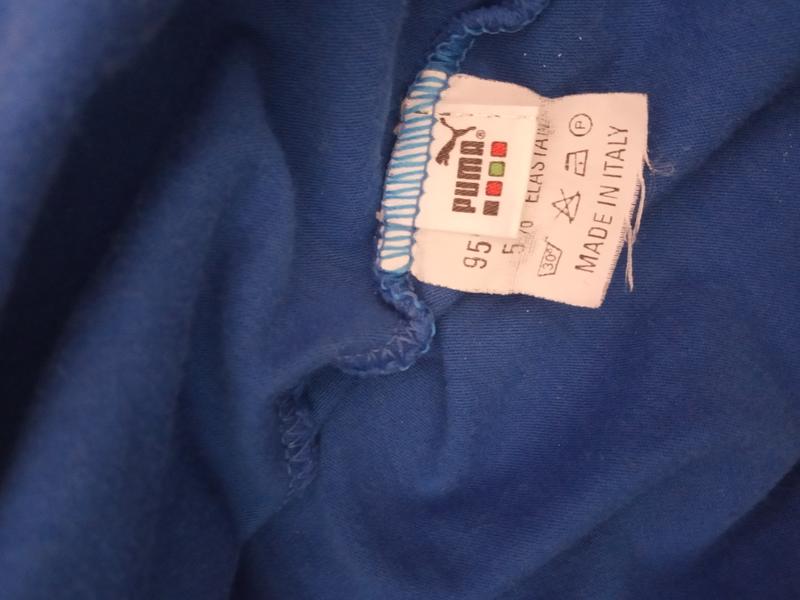 PUMA®
95
5% ELASTAN
30°
P
MADE IN ITALY